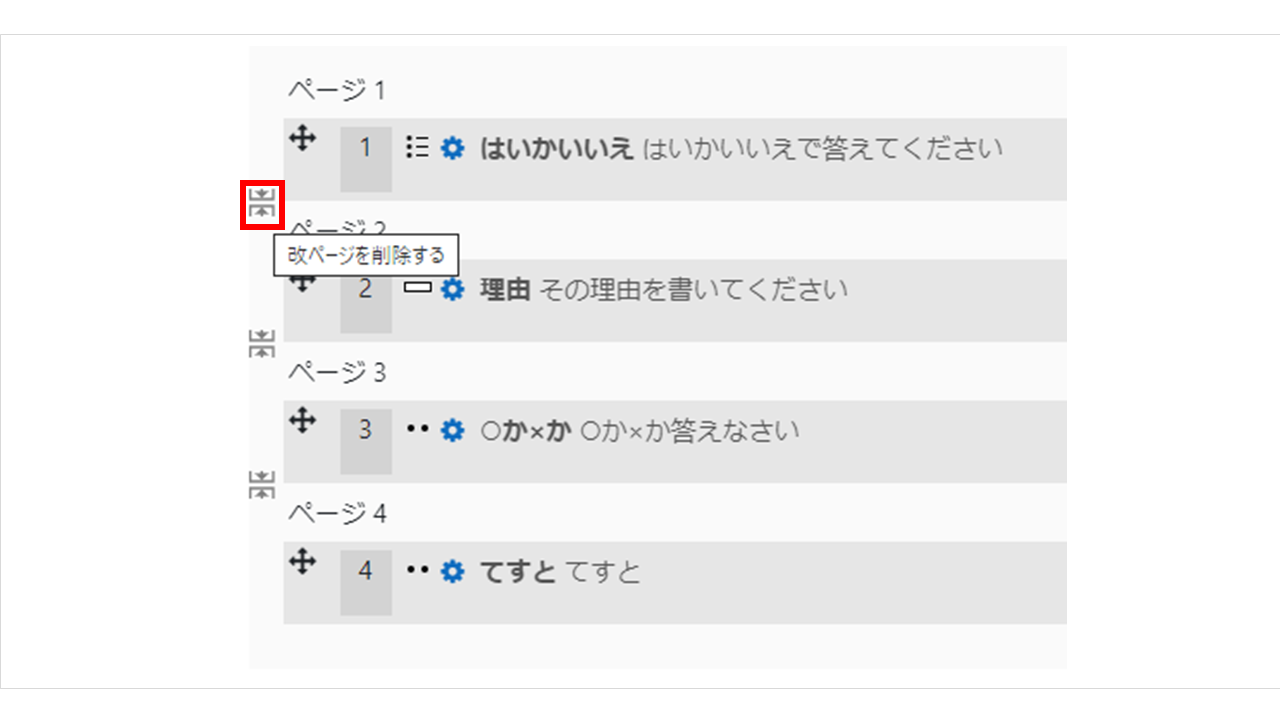 ページ 1
1 はいかいいえ はいかいいえで答えてください
ページ 2
改ページを削除する
2 理由 その理由を書いてください
ページ 3
3 ○か×か ○か×か答えなさい
ページ 4
4 てすと てすと